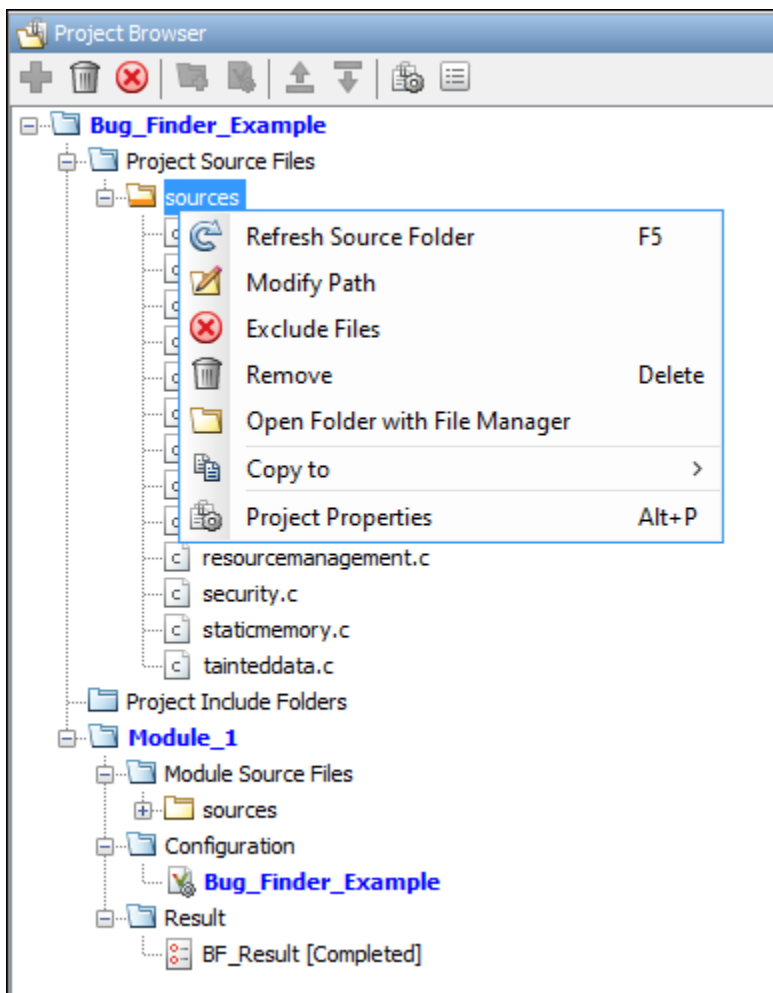 Project Browser
Bug_Finder_Example
Project Source Files
sources
Refresh Source Folder F5
Modify Path
Exclude Files
Remove Delete
Open Folder with File Manager
Copy to >
Project Properties Alt+P
resourcemanagement.c
security.c
staticmemory.c
tainteddata.c
Project Include Folders
Module_1
Module Source Files
sources
Configuration
Bug_Finder_Example
Result
BF_Result [Completed]